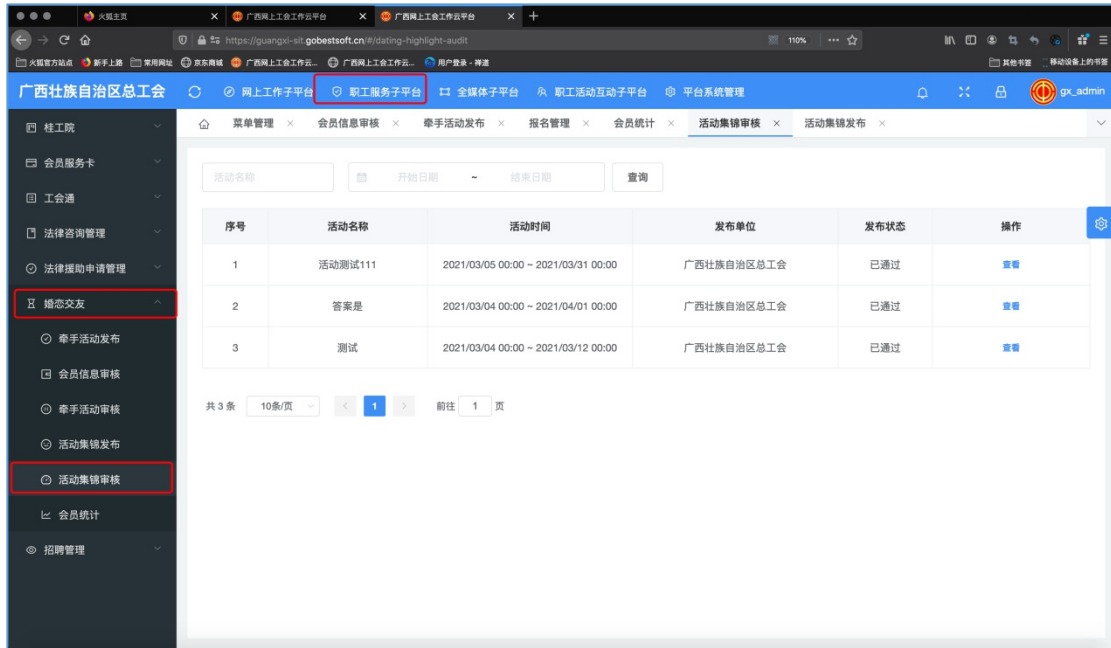 火狐主页 × 广西网上工会工作云平台 × 广西网上工会工作云平台 × +
https://guangxi-sit.gobestsoft.cn/#/dating-highlight-audit 110%
火狐官方站点 新手上路 常用网址 京东商城 广西网上工会工作云... 广西网上工会工作云... 用户登录 - 禅道 其他书签 移动设备上的书签
广西壮族自治区总工会 网上工作子平台 职工服务子平台 全媒体子平台 职工活动互动子平台 平台系统管理 gx_admin
桂工院
菜单管理 × 会员信息审核 × 牵手活动发布 × 报名管理 × 会员统计 × 活动集锦审核 × 活动集锦发布 ×
会员服务卡
工会通
法律咨询管理
法律援助申请管理
婚恋交友
牵手活动发布
会员信息审核
牵手活动审核
活动集锦发布
活动集锦审核
会员统计
招聘管理
活动名称 开始日期 ~ 结束日期 查询
序号 活动名称 活动时间 发布单位 发布状态 操作
1 活动测试111 2021/03/05 00:00 ~ 2021/03/31 00:00 广西壮族自治区总工会 已通过 查看
2 答案是 2021/03/04 00:00 ~ 2021/04/01 00:00 广西壮族自治区总工会 已通过 查看
3 测试 2021/03/04 00:00 ~ 2021/03/12 00:00 广西壮族自治区总工会 已通过 查看
共 3 条 10条/页 < 1 > 前往 1 页